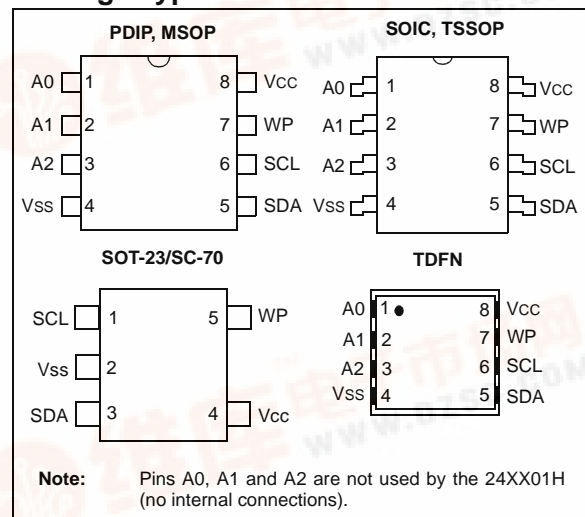 PDIP, MSOP
A0 1 8 VCC
A1 2 7 WP
A2 3 6 SCL
VSS 4 5 SDA
SOIC, TSSOP
A0 1 8 VCC
A1 2 7 WP
A2 3 6 SCL
VSS 4 5 SDA
SOT-23/SC-70
SCL 1 5 WP
Vss 2
SDA 3 4 Vcc
TDFN
A0 1 8 VCC
A1 2 7 WP
A2 3 6 SCL
VSS 4 5 SDA
Note: Pins A0, A1 and A2 are not used by the 24XX01H
(no internal connections).